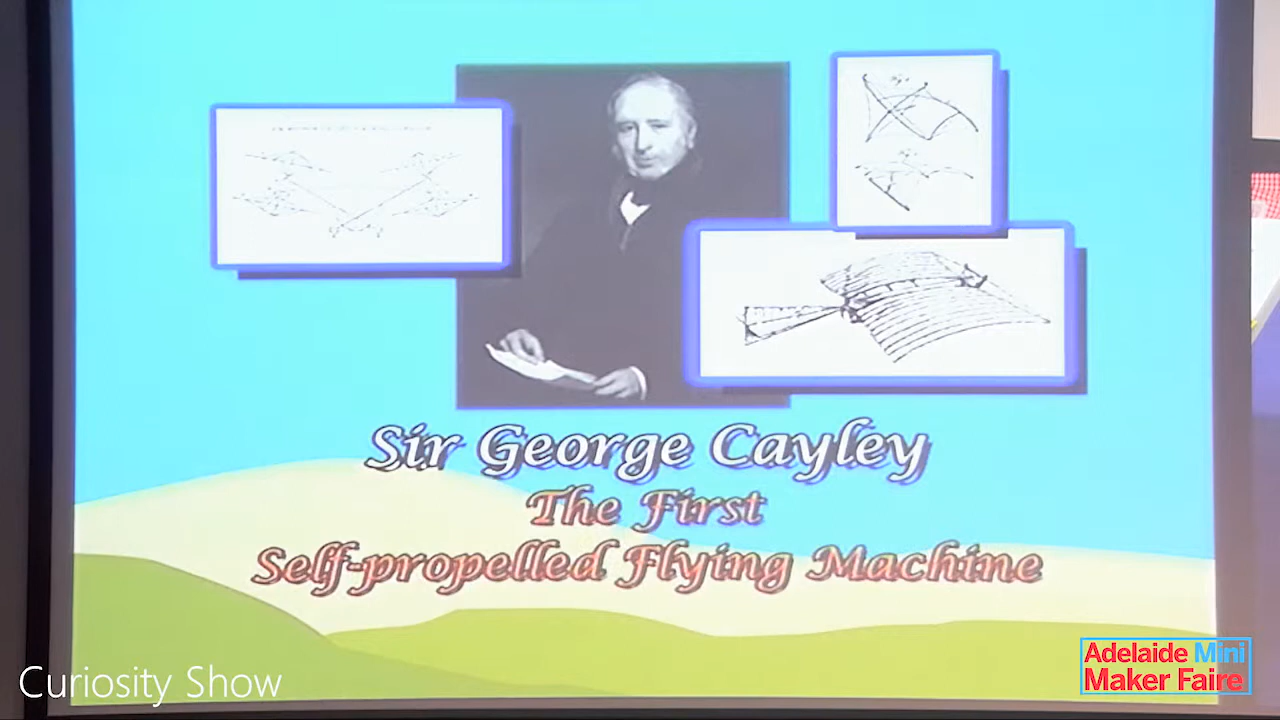 Sir George Cayley
The First
Self-propelled Flying Machine
Curiosity Show
Adelaide Mini
Maker Faire